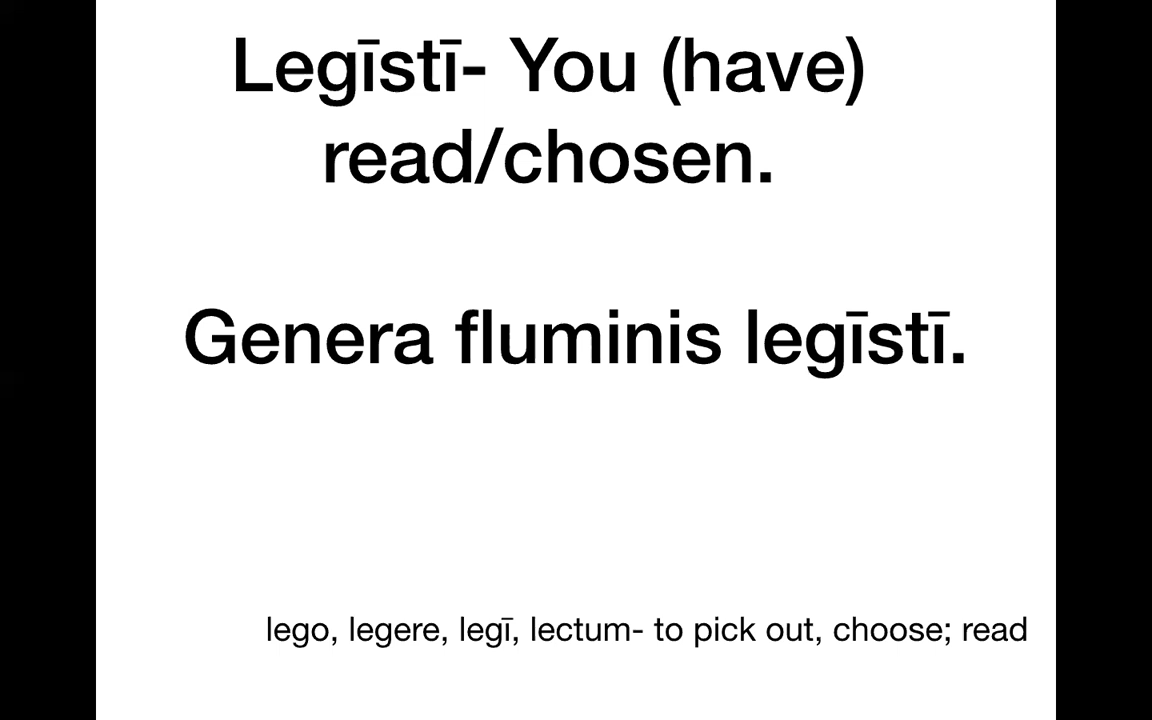 Legīstī- You (have)
read/chosen.
Genera fluminis legīstī.
lego, legere, legī, lectum- to pick out, choose; read